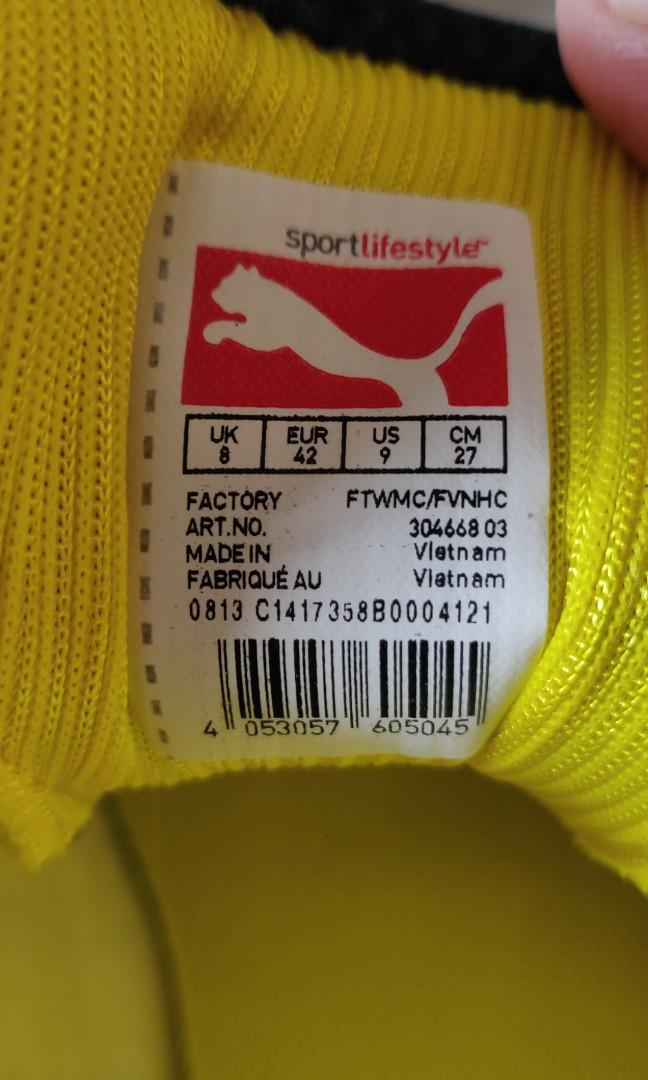 sportlifestyle™
UK EUR US CM
8 42 9 27
FACTORY FTWMC/FVNHC
ART.NO. 304668 03
MADE IN Vietnam
FABRIQUÉ AU Vietnam
0813 C1417358B0004121
4 053057 605045